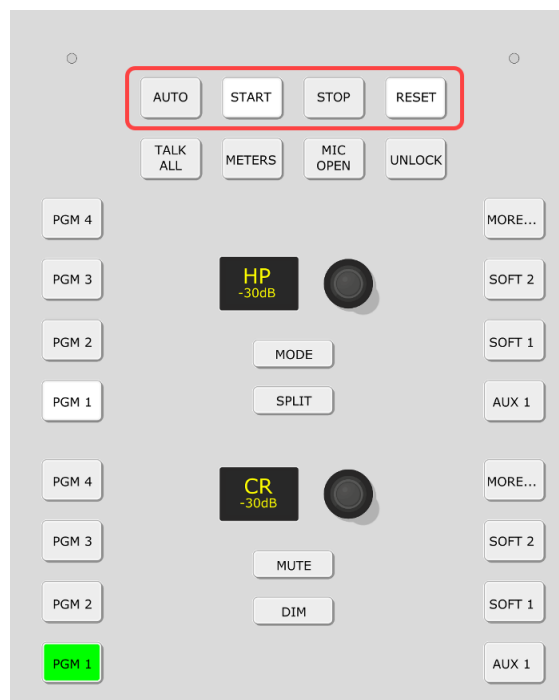 AUTO START STOP RESET
TALK ALL METERS MIC OPEN UNLOCK
PGM 4 MORE...
PGM 3 HP -30dB SOFT 2
PGM 2 MODE SOFT 1
PGM 1 SPLIT AUX 1
PGM 4 CR -30dB MORE...
PGM 3 MUTE SOFT 2
PGM 2 DIM SOFT 1
PGM 1 AUX 1